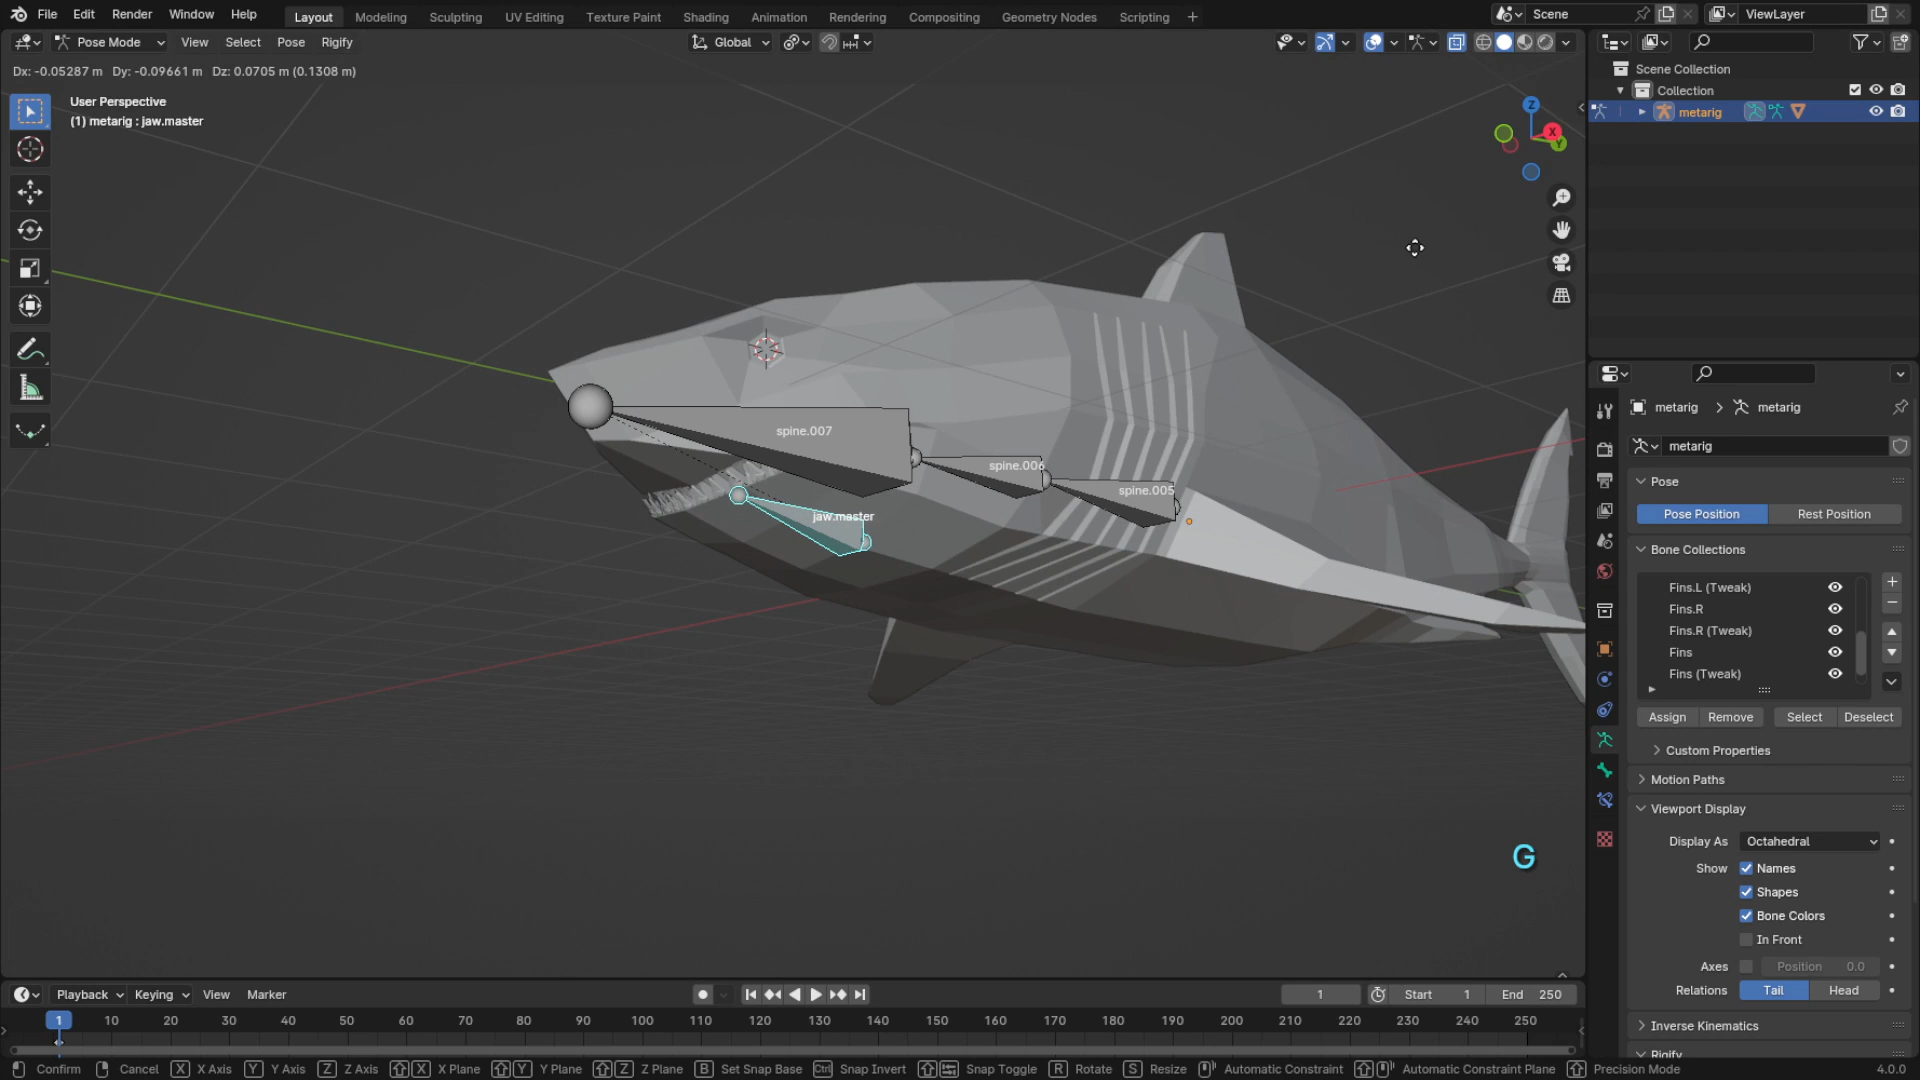 File Edit Render Window Help Layout Modeling Sculpting UV Editing Texture Paint Shading Animation Rendering Compositing Geometry Nodes Scripting + Scene ViewLayer
Pose Mode View Select Pose Rigify Global
Dx: -0.05287 m Dy: -0.09661 m Dz: 0.0705 m (0.1308 m)
User Perspective
(1) metarig : jaw.master
Z
X
Y
spine.007
spine.006
spine.005
jaw.master
G
Scene Collection
Collection
metarig
metarig > metarig
metarig
Pose
Pose Position Rest Position
Bone Collections
Fins.L (Tweak)
Fins.R
Fins.R (Tweak)
Fins
Fins (Tweak)
Assign Remove Select Deselect
Custom Properties
Motion Paths
Viewport Display
Display As Octahedral
Show Names
Shapes
Bone Colors
In Front
Axes Position 0.0
Relations Tail Head
Inverse Kinematics
Rigify
Playback Keying View Marker 1 Start 1 End 250
1 10 20 30 40 50 60 70 80 90 100 110 120 130 140 150 160 170 180 190 200 210 220 230 240 250
Confirm Cancel X X Axis Y Y Axis Z Z Axis X X Plane Y Y Plane Z Z Plane B Set Snap Base Ctrl Snap Invert Snap Toggle R Rotate S Resize Automatic Constraint Automatic Constraint Plane Precision Mode 4.0.0